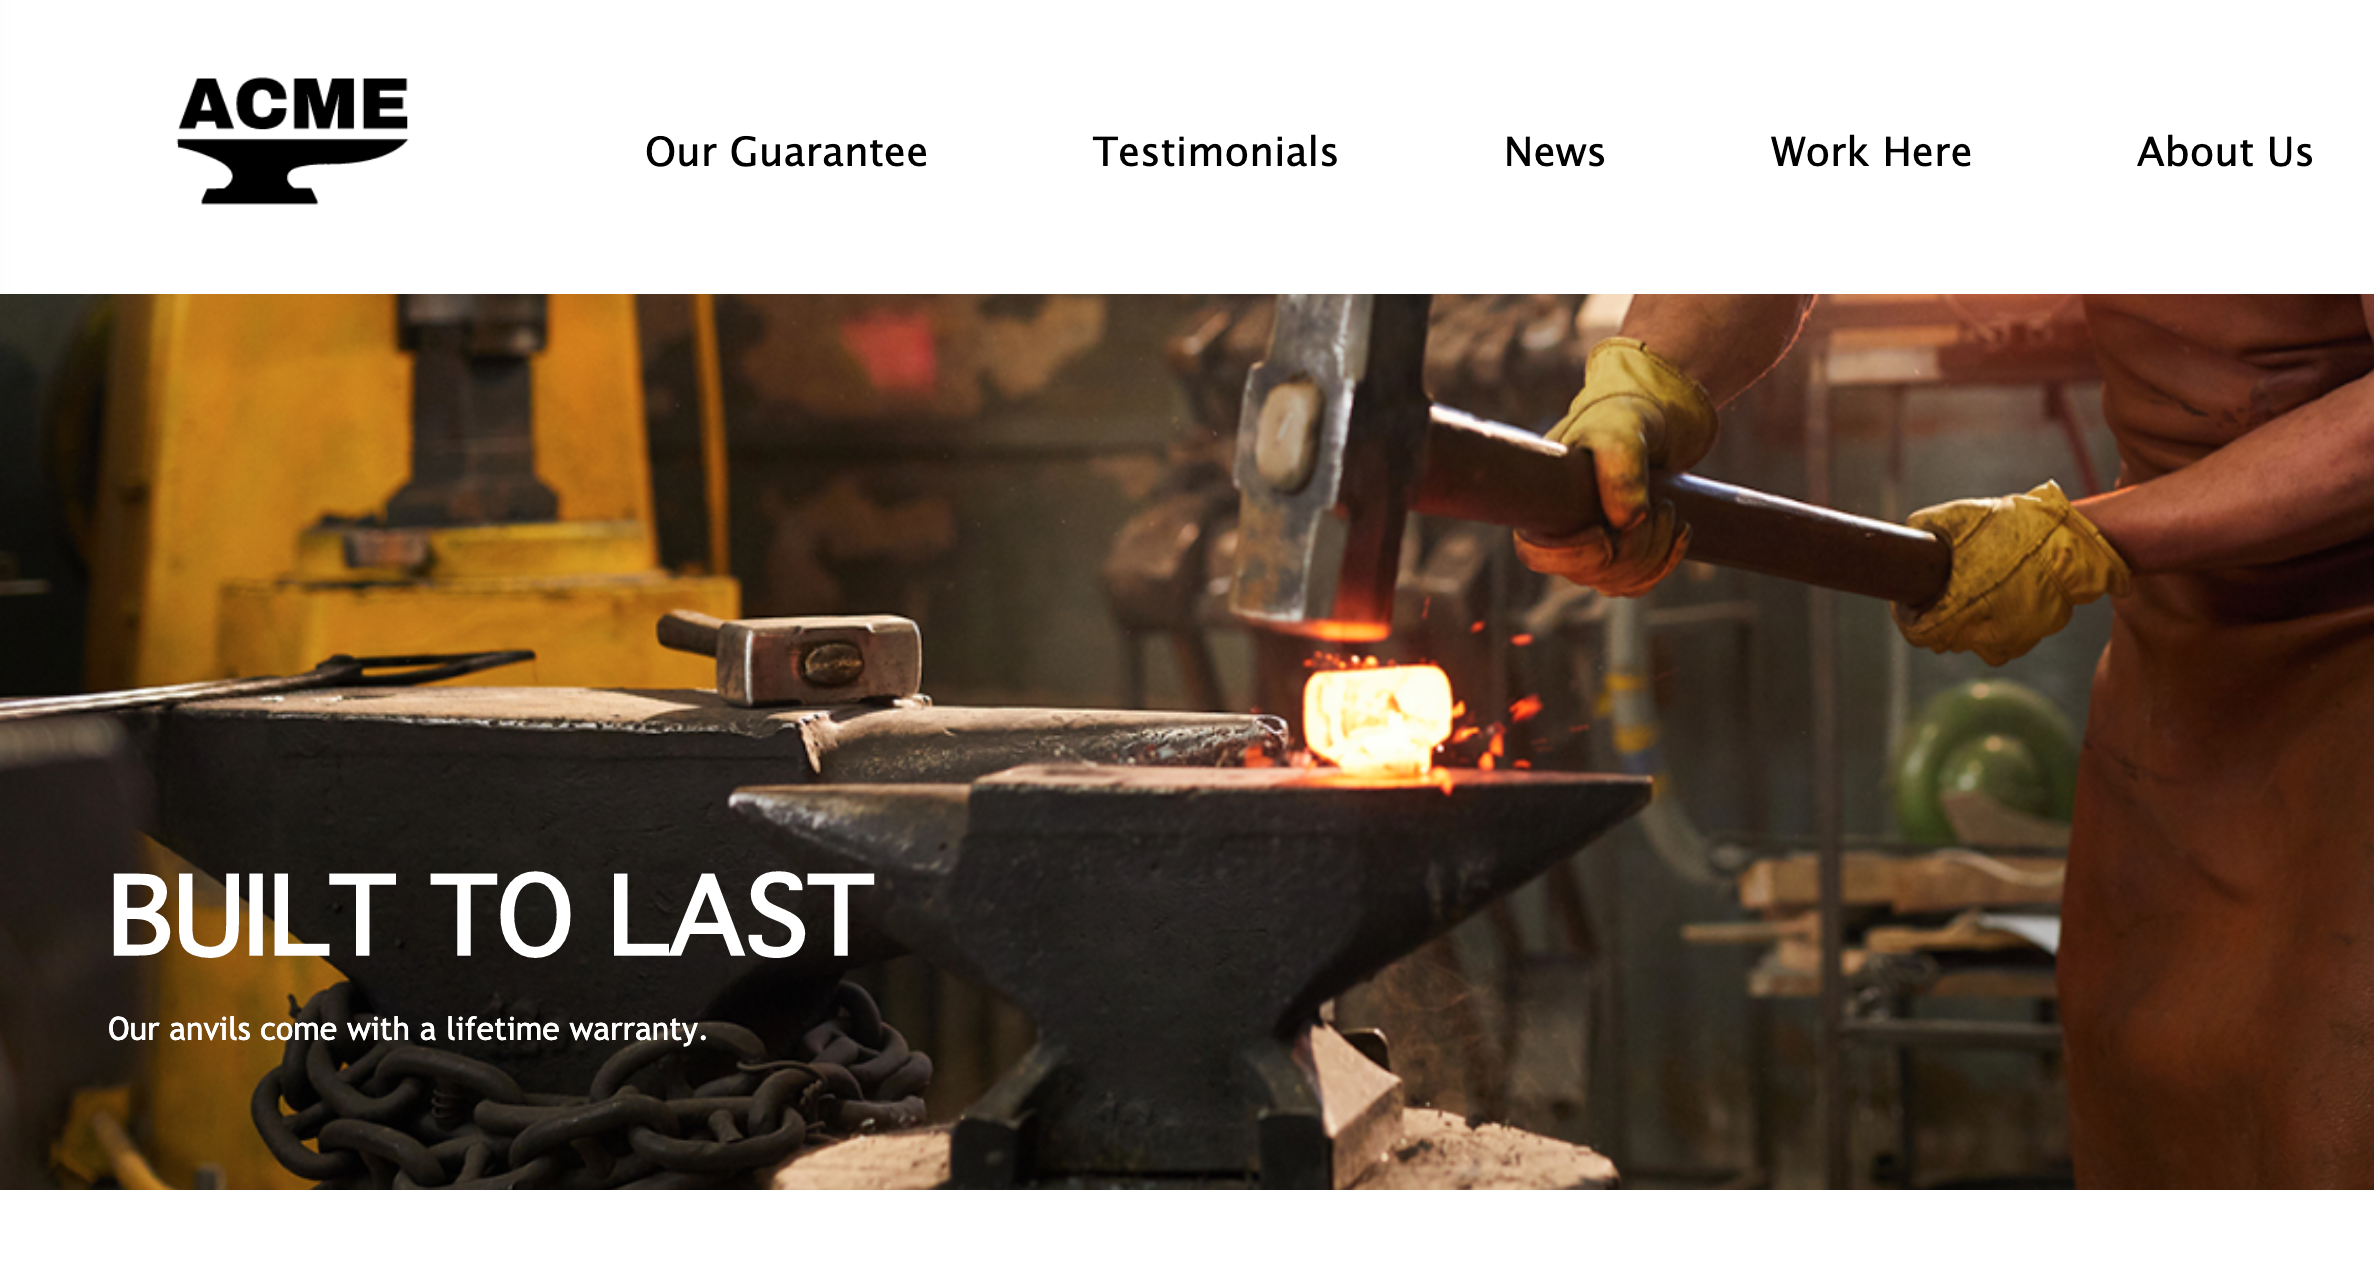 ACME
Our Guarantee Testimonials News Work Here About Us
BUILT TO LAST
Our anvils come with a lifetime warranty.